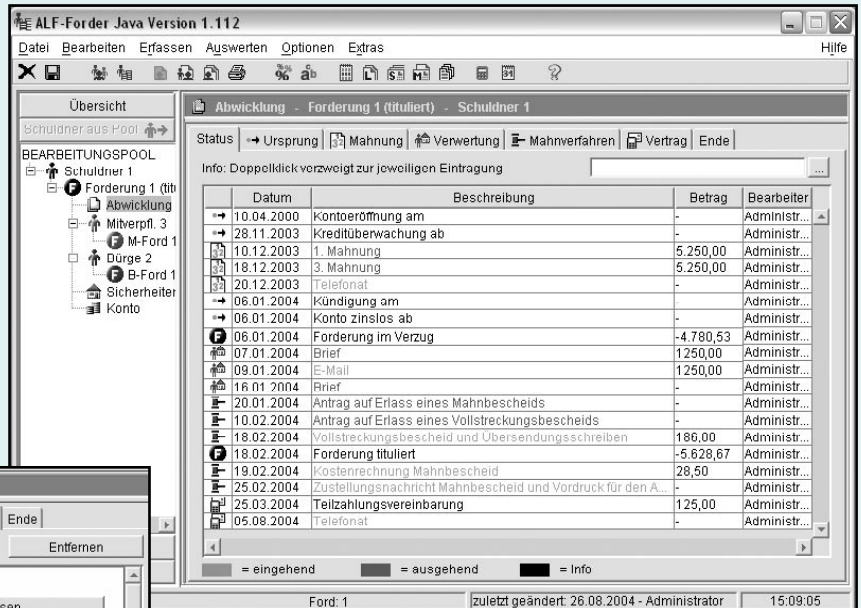 ALF-Forder Java Version 1.112
Datei Bearbeiten Erfassen Auswerten Optionen Extras Hilfe
Übersicht
Schuldner aus Pool
BEARBEITUNGSPOOL
Schuldner 1
Forderung 1 (titu
Abwicklung
Mitverpfl. 3
M-Ford 1
Dürge 2
B-Ford 1
Sicherheiter
Konto
Abwicklung - Forderung 1 (tituliert) - Schuldner 1
Status Ursprung Mahnung Verwertung Mahnverfahren Vertrag Ende
Info: Doppelklick verzweigt zur jeweiligen Eintragung ...
Datum Beschreibung Betrag Bearbeiter
10.04.2000 Kontoeröffnung am - Administr...
28.11.2003 Kreditüberwachung ab - Administr...
10.12.2003 1. Mahnung 5.250,00 Administr...
18.12.2003 3. Mahnung 5.250,00 Administr...
20.12.2003 Telefonat - Administr...
06.01.2004 Kündigung am - Administr...
06.01.2004 Konto zinslos ab - Administr...
06.01.2004 Forderung im Verzug -4.780,53 Administr...
07.01.2004 Brief 1250,00 Administr...
09.01.2004 E-Mail 1250,00 Administr...
16.01.2004 Brief - Administr...
20.01.2004 Antrag auf Erlass eines Mahnbescheids - Administr...
10.02.2004 Antrag auf Erlass eines Vollstreckungsbescheids - Administr...
18.02.2004 Vollstreckungsbescheid und Übersendungsschreiben 186,00 Administr...
18.02.2004 Forderung tituliert -5.628,67 Administr...
19.02.2004 Kostenrechnung Mahnbescheid 28,50 Administr...
25.02.2004 Zustellungsnachricht Mahnbescheid und Vordruck für den A... - Administr...
25.03.2004 Teilzahlungsvereinbarung 125,00 Administr...
05.08.2004 Telefonat - Administr...
= eingehend = ausgehend = Info
Ford: 1 zuletzt geändert: 26.08.2004 - Administrator 15:09:05
Ende
Entfernen